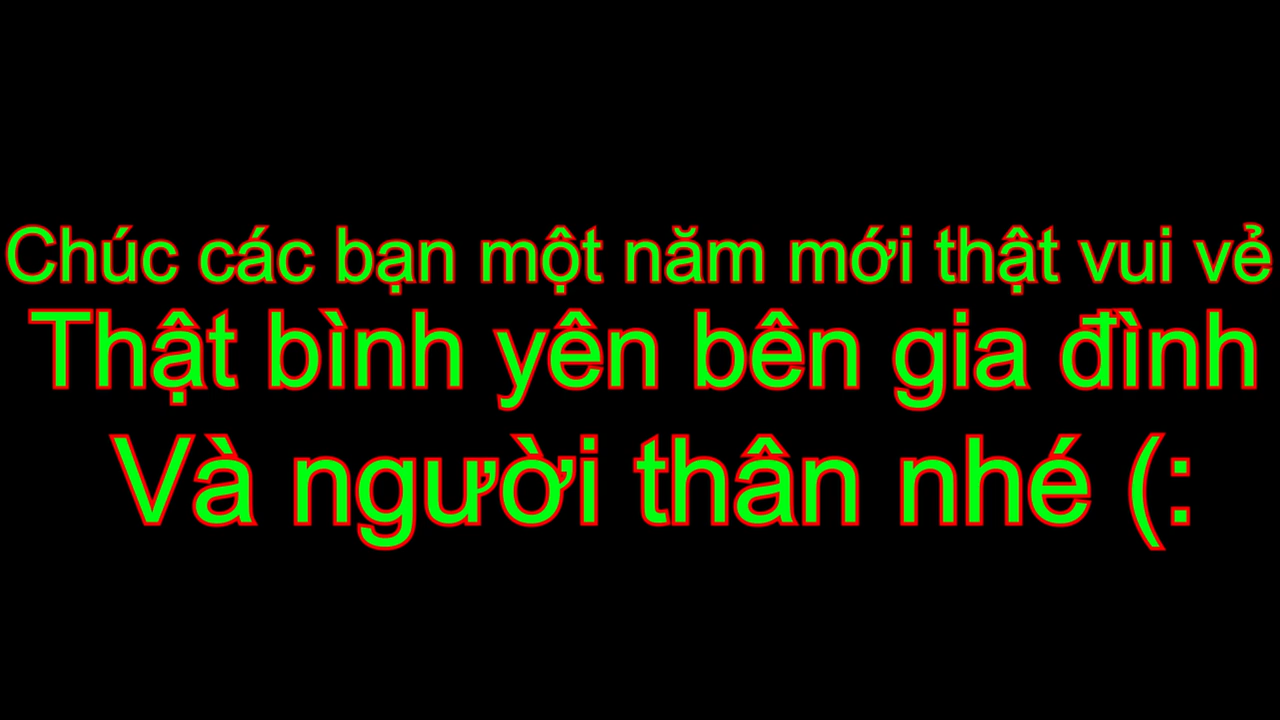 Chúc các bạn một năm mới thật vui vẻ
Thật bình yên bên gia đình
Và người thân nhé (: